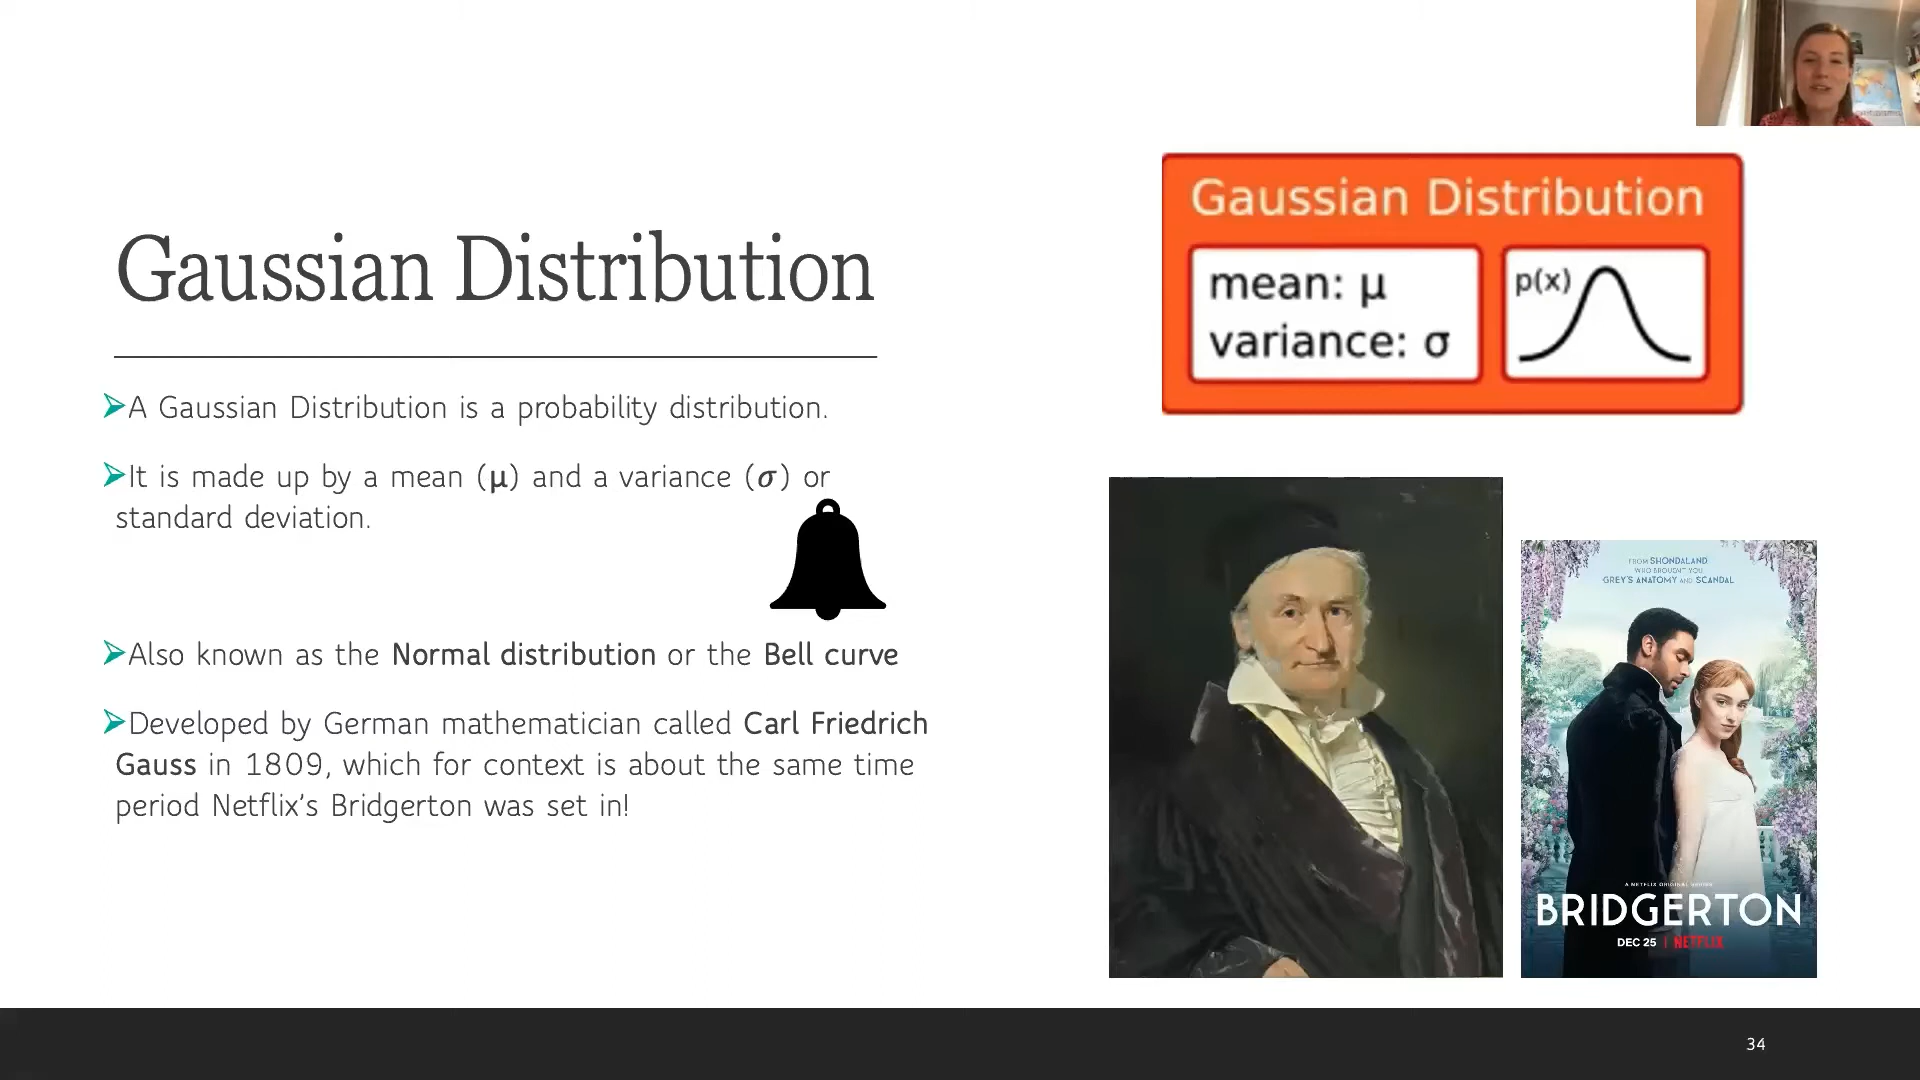 Gaussian Distribution
➢A Gaussian Distribution is a probability distribution.
➢It is made up by a mean (μ) and a variance (σ) or
standard deviation.
➢Also known as the Normal distribution or the Bell curve
➢Developed by German mathematician called Carl Friedrich
Gauss in 1809, which for context is about the same time
period Netflix's Bridgerton was set in!
Gaussian Distribution
mean: μ
variance: σ
p(x)
FROM SHONDALAND
WHO BROUGHT YOU
GREY'S ANATOMY AND SCANDAL
A NETFLIX ORIGINAL SERIES
BRIDGERTON
DEC 25 | NETFLIX
34